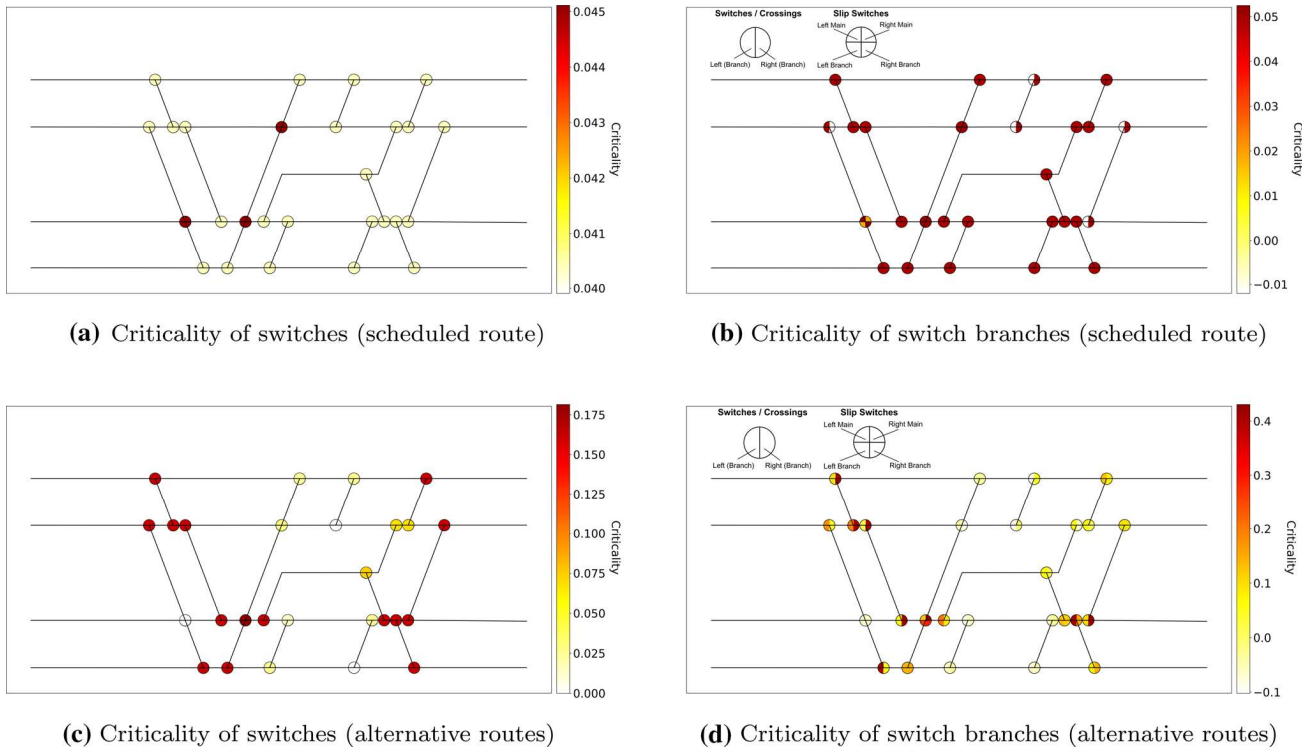 0.045
0.044
0.043
0.042
0.041
0.040
Criticality
(a) Criticality of switches (scheduled route)
Switches / Crossings
Slip Switches
Left Main
Right Main
Left (Branch)
Right (Branch)
Left Branch
Right Branch
0.05
0.04
0.03
0.02
0.01
0.00
−0.01
Criticality
(b) Criticality of switch branches (scheduled route)
0.175
0.150
0.125
0.100
0.075
0.050
0.025
0.000
Criticality
(c) Criticality of switches (alternative routes)
Switches / Crossings
Slip Switches
Left Main
Right Main
Left (Branch)
Right (Branch)
Left Branch
Right Branch
0.4
0.3
0.2
0.1
0.0
−0.1
Criticality
(d) Criticality of switch branches (alternative routes)